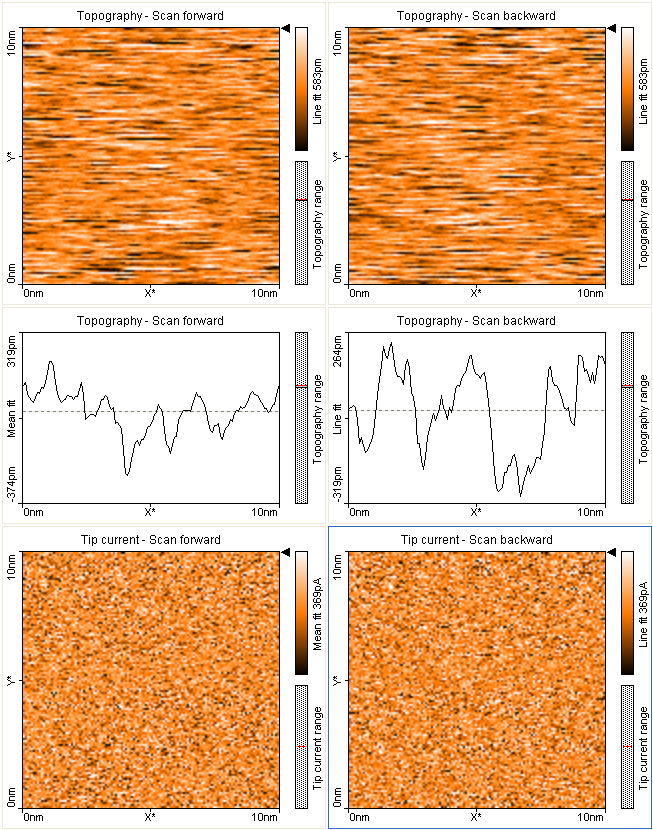 Topography - Scan forward
10nm
Y*
0nm
0nm
X*
10nm
Line fit 583pm
Topography range
Topography - Scan backward
10nm
Y*
0nm
0nm
X*
10nm
Line fit 583pm
Topography range
Topography - Scan forward
319pm
Mean fit
-374pm
0nm
X*
10nm
Topography range
Topography - Scan backward
264pm
Line fit
-319pm
0nm
X*
10nm
Topography range
Tip current - Scan forward
10nm
Y*
0nm
0nm
X*
10nm
Mean fit 369pA
Tip current range
Tip current - Scan backward
10nm
Y*
0nm
0nm
X*
10nm
Line fit 369pA
Tip current range